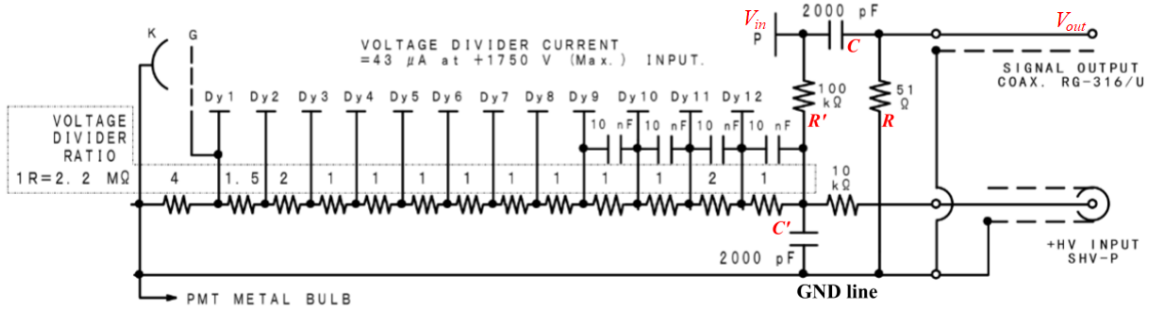 V_in
P
2000 pF
C
V_out
K
G
VOLTAGE DIVIDER CURRENT
=43 μA at +1750 V (Max.) INPUT.
SIGNAL OUTPUT
COAX. RG-316/U
Dy1 Dy2 Dy3 Dy4 Dy5 Dy6 Dy7 Dy8 Dy9 Dy10 Dy11 Dy12
100
kΩ
R'
51
Ω
R
10 nF 10 nF 10 nF 10 nF
VOLTAGE
DIVIDER
RATIO
1R=2. 2 MΩ
4 1. 5 2 1 1 1 1 1 1 1 1 2 1
10
kΩ
C'
2000 pF
+HV INPUT
SHV-P
GND line
PMT METAL BULB